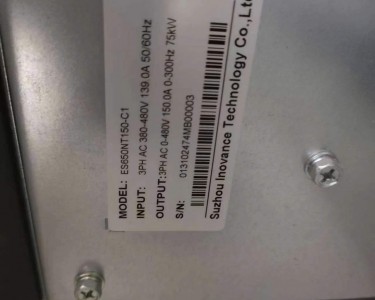 MODEL: ES650NT150-C1
INPUT: 3PH AC 380-480V 139.0A 50/60Hz
OUTPUT:3PH AC 0-480V 150.0A 0-300Hz 75kW
S/N:
013102474MB00003
Suzhou Inovance Technology Co.,Lt